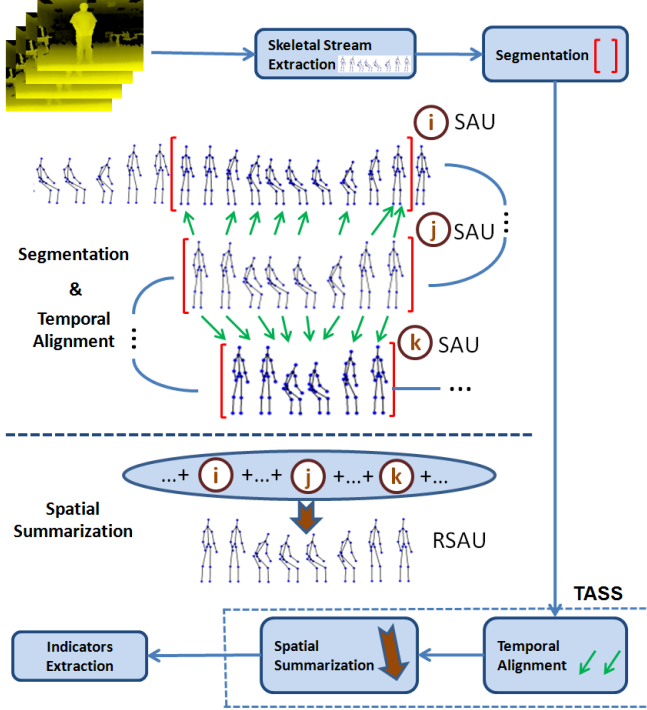 Skeletal Stream
Extraction
Segmentation [ ]
i SAU
j SAU
Segmentation
&
Temporal
Alignment
k SAU
...
...+ i +...+ j +...+ k +...
Spatial
Summarization
RSAU
TASS
Indicators
Extraction
Spatial
Summarization
Temporal
Alignment